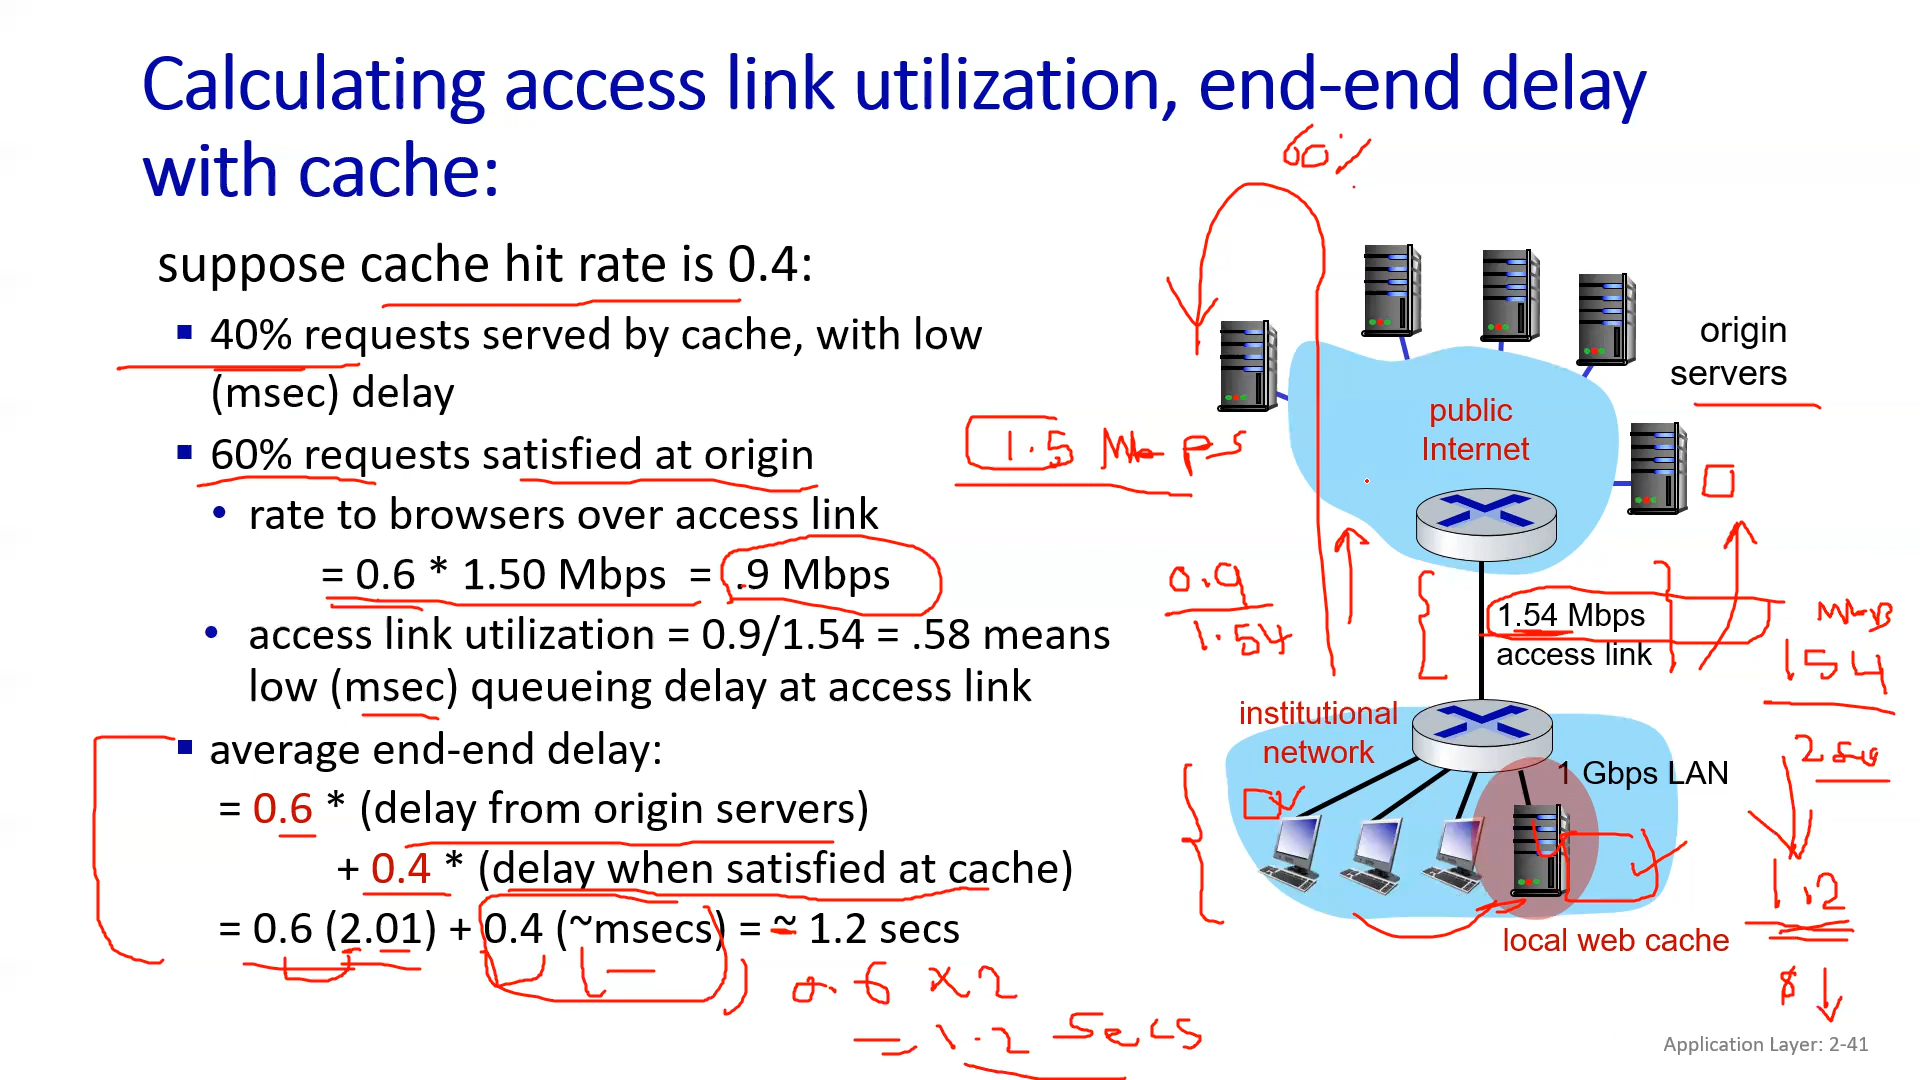 Calculating access link utilization, end-end delay
with cache:
60%
suppose cache hit rate is 0.4:
▪ 40% requests served by cache, with low
(msec) delay
▪ 60% requests satisfied at origin
• rate to browsers over access link
= 0.6 * 1.50 Mbps = .9 Mbps
• access link utilization = 0.9/1.54 = .58 means
low (msec) queueing delay at access link
▪ average end-end delay:
= 0.6 * (delay from origin servers)
+ 0.4 * (delay when satisfied at cache)
= 0.6 (2.01) + 0.4 (~msecs) = ~ 1.2 secs
0.6 x 2
= 1.2 Secs
1.5 Mbps
0.9
1.54
origin
servers
public
Internet
1.54 Mbps
access link
154
institutional
network
1 Gbps LAN
1.2
local web cache
$
Application Layer: 2-41